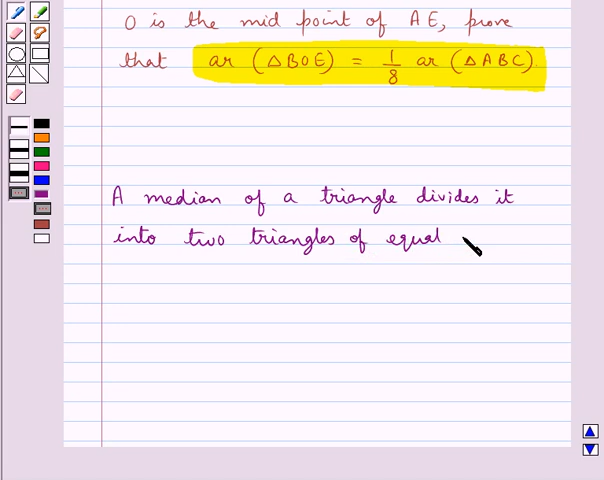 O is the mid point of AE, prove
that ar (△BOE) = 1/8 ar (△ABC).
A median of a triangle divides it
into two triangles of equal